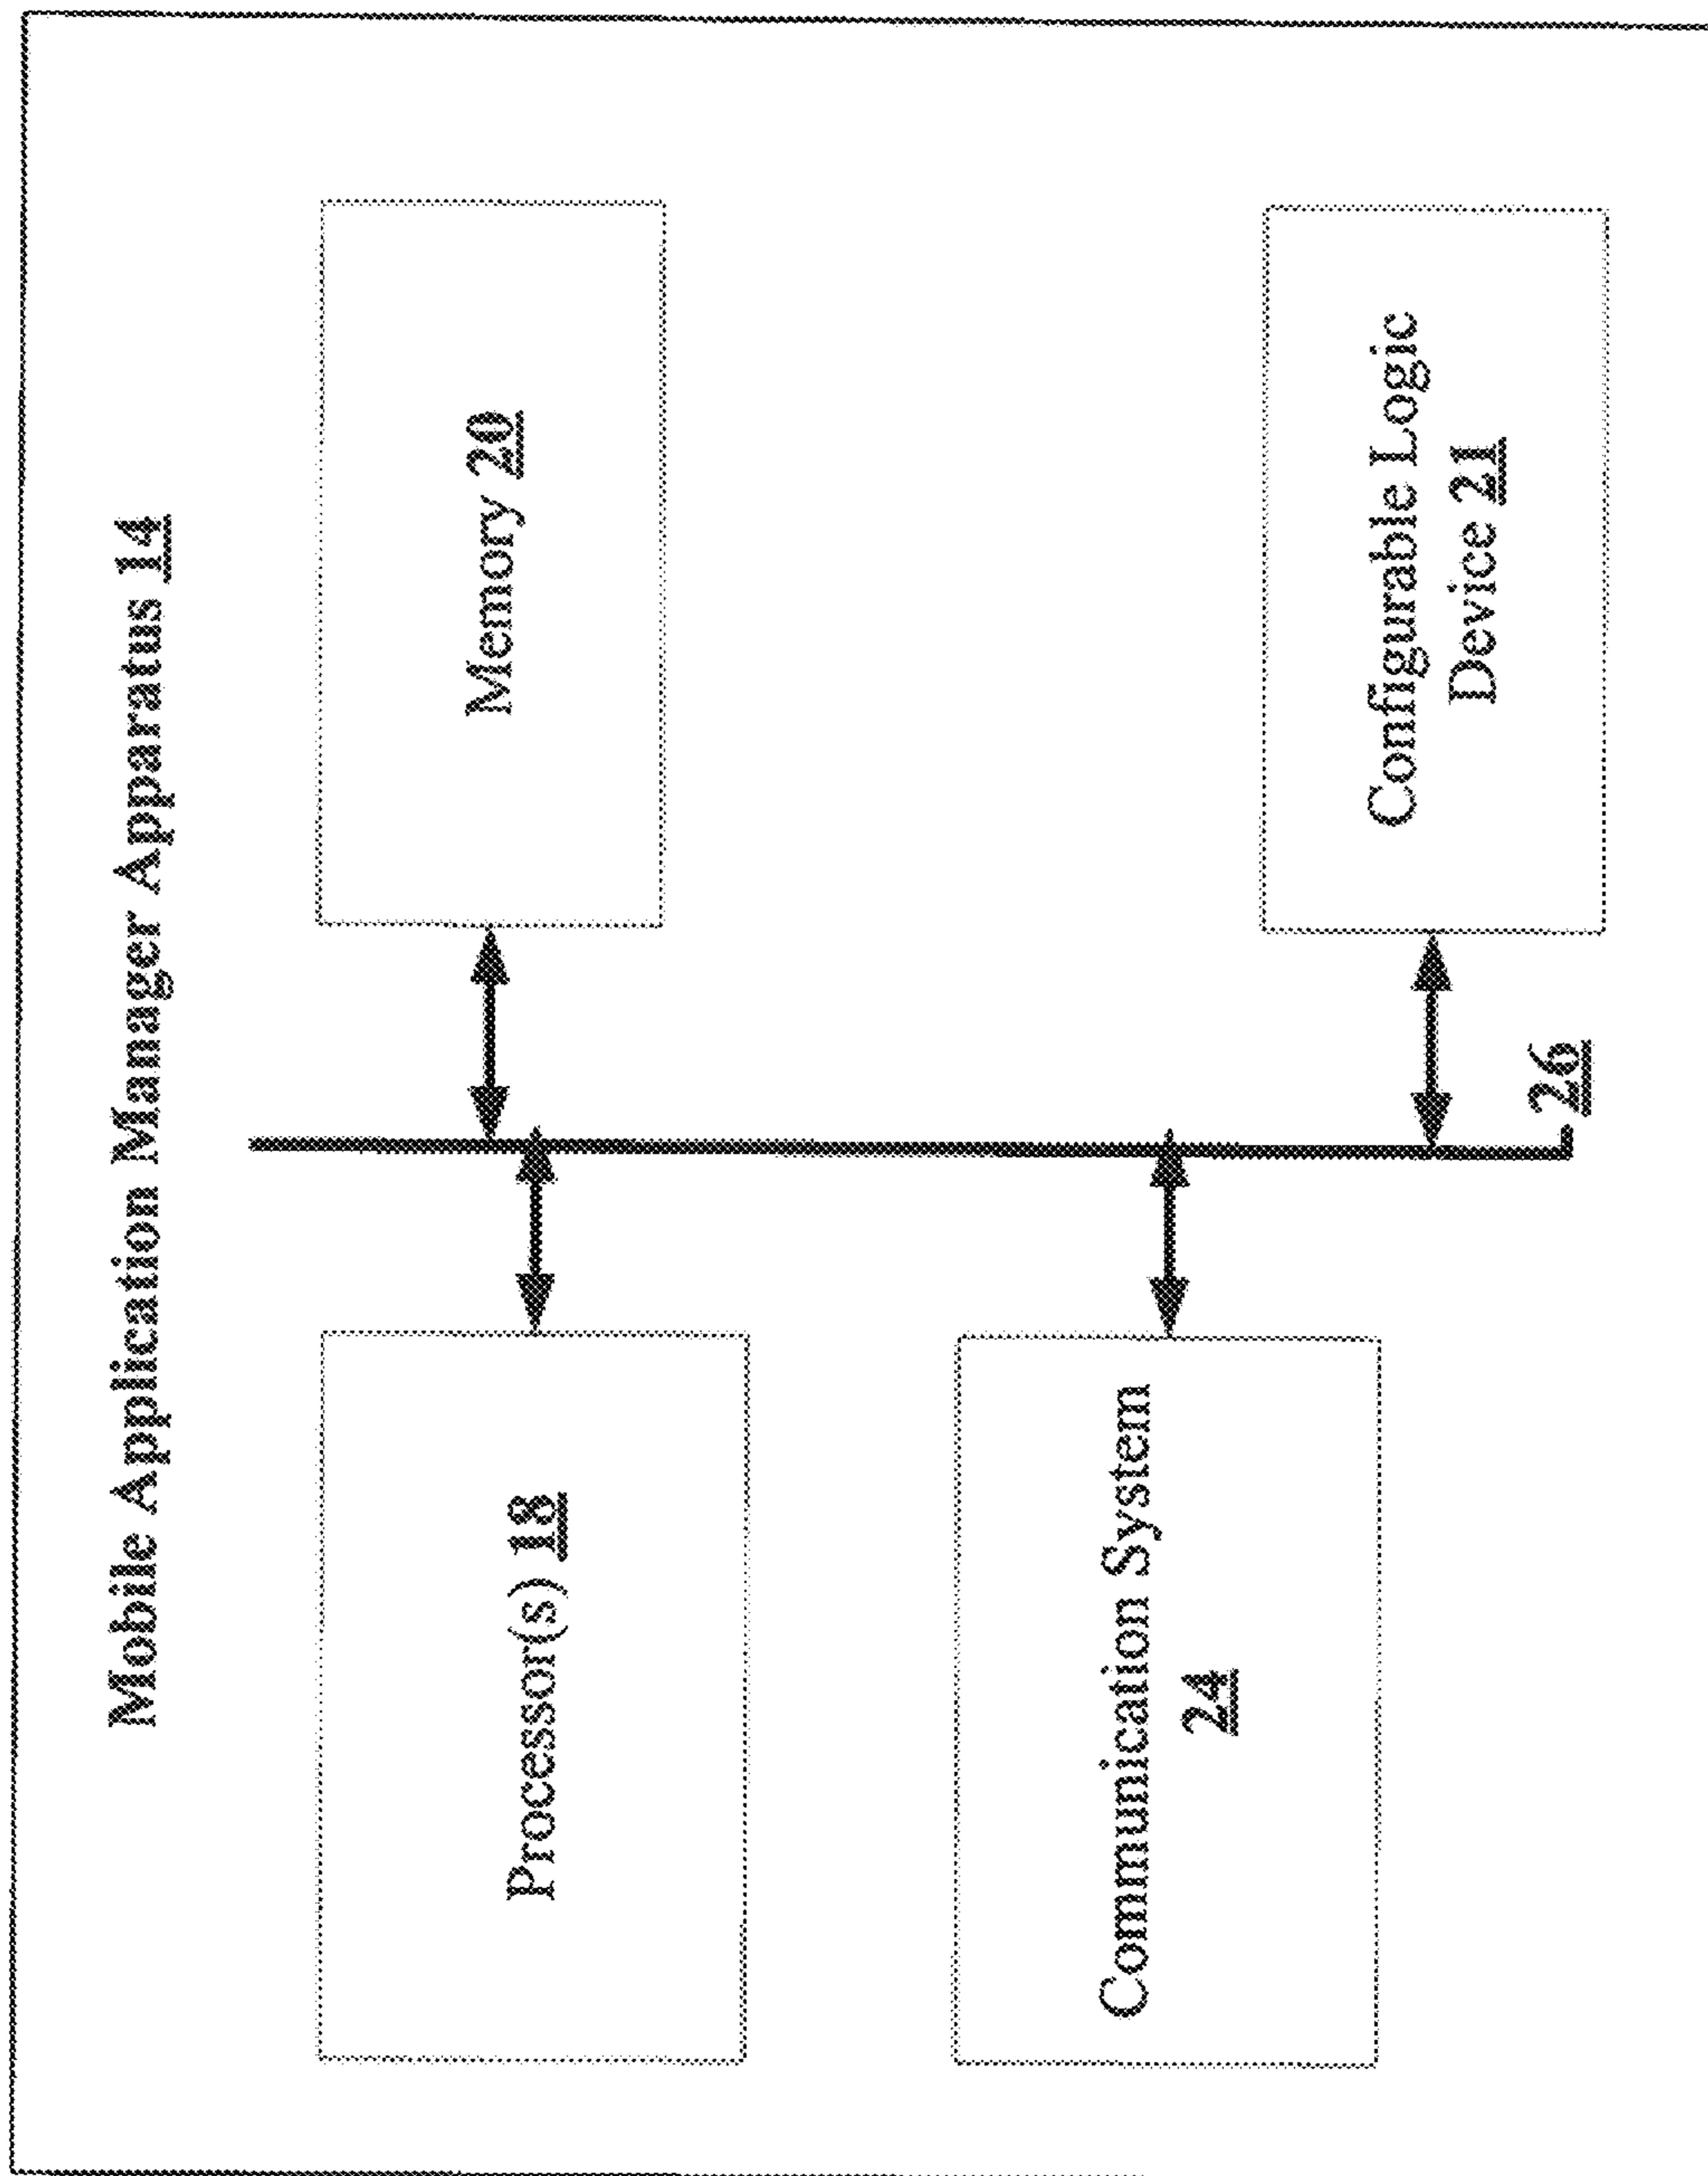 Mobile Application Manager Apparatus 14
Processor(s) 18
Memory 20
Communication System
24
Configurable Logic
Device 21
26